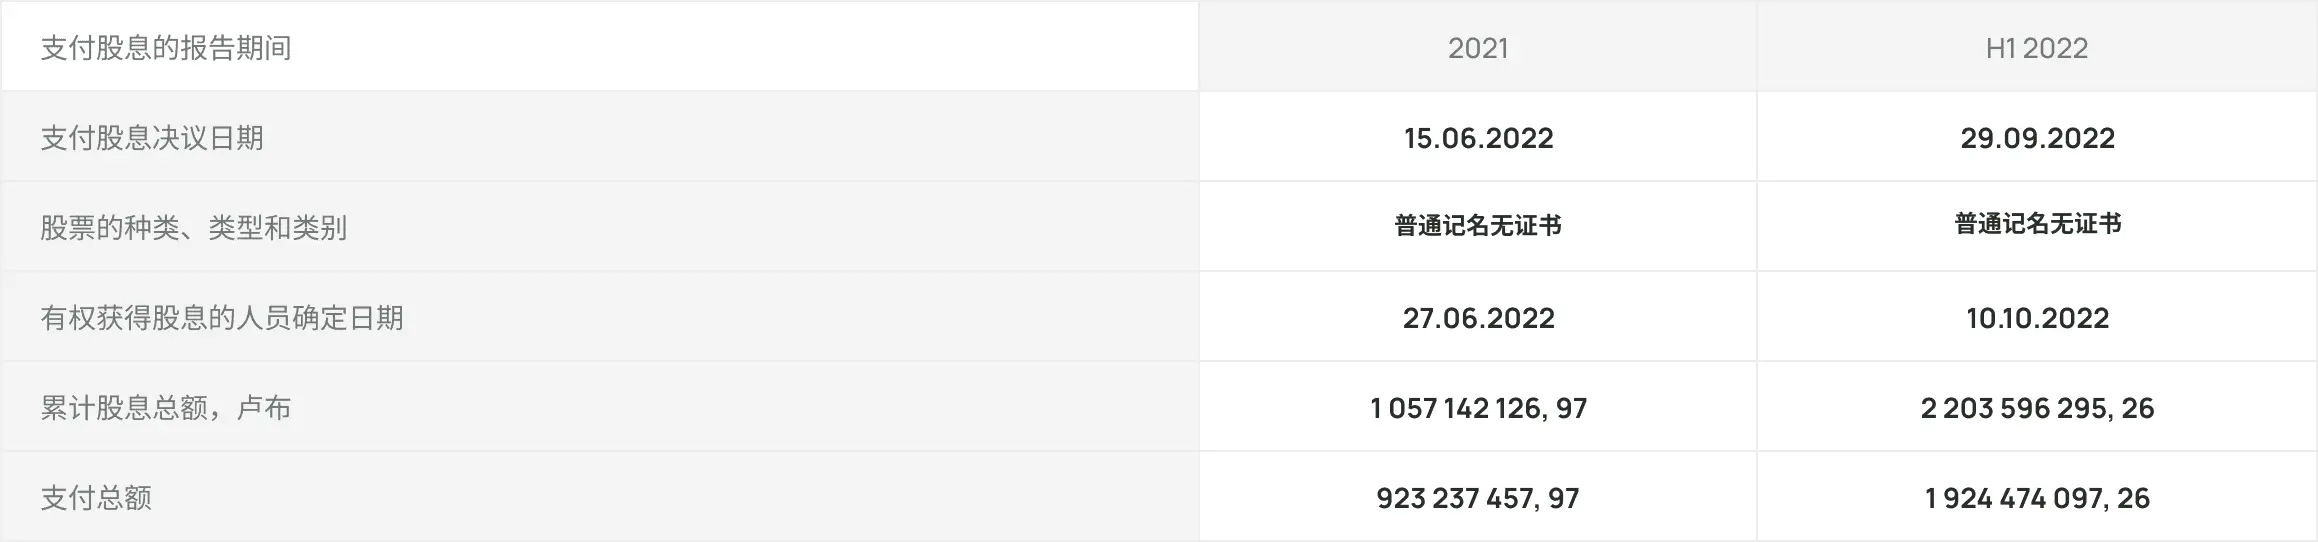 支付股息的报告期间 2021 H1 2022
支付股息决议日期 15.06.2022 29.09.2022
股票的种类、类型和类别 普通记名无证书 普通记名无证书
有权获得股息的人员确定日期 27.06.2022 10.10.2022
累计股息总额，卢布 1 057 142 126, 97 2 203 596 295, 26
支付总额 923 237 457, 97 1 924 474 097, 26